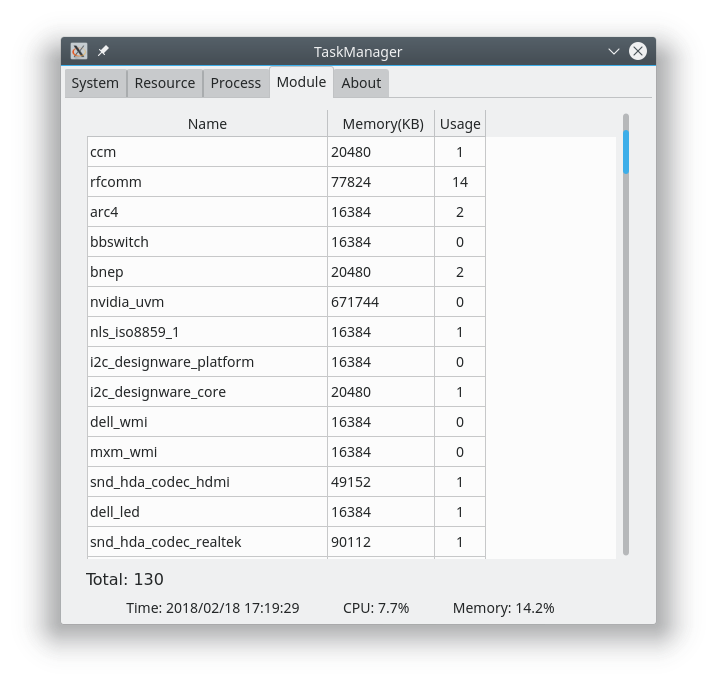 TaskManager
System Resource Process Module About
Name Memory(KB) Usage
ccm 20480 1
rfcomm 77824 14
arc4 16384 2
bbswitch 16384 0
bnep 20480 2
nvidia_uvm 671744 0
nls_iso8859_1 16384 1
i2c_designware_platform 16384 0
i2c_designware_core 20480 1
dell_wmi 16384 0
mxm_wmi 16384 0
snd_hda_codec_hdmi 49152 1
dell_led 16384 1
snd_hda_codec_realtek 90112 1
Total: 130
Time: 2018/02/18 17:19:29 CPU: 7.7% Memory: 14.2%